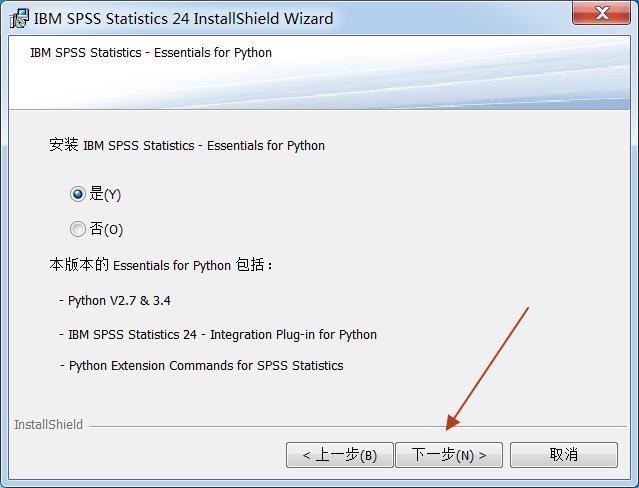 IBM SPSS Statistics 24 InstallShield Wizard
IBM SPSS Statistics - Essentials for Python
安装 IBM SPSS Statistics - Essentials for Python
是(Y)
否(O)
本版本的 Essentials for Python 包括：
- Python V2.7 & 3.4
- IBM SPSS Statistics 24 - Integration Plug-in for Python
- Python Extension Commands for SPSS Statistics
InstallShield
< 上一步(B) 下一步(N) > 取消